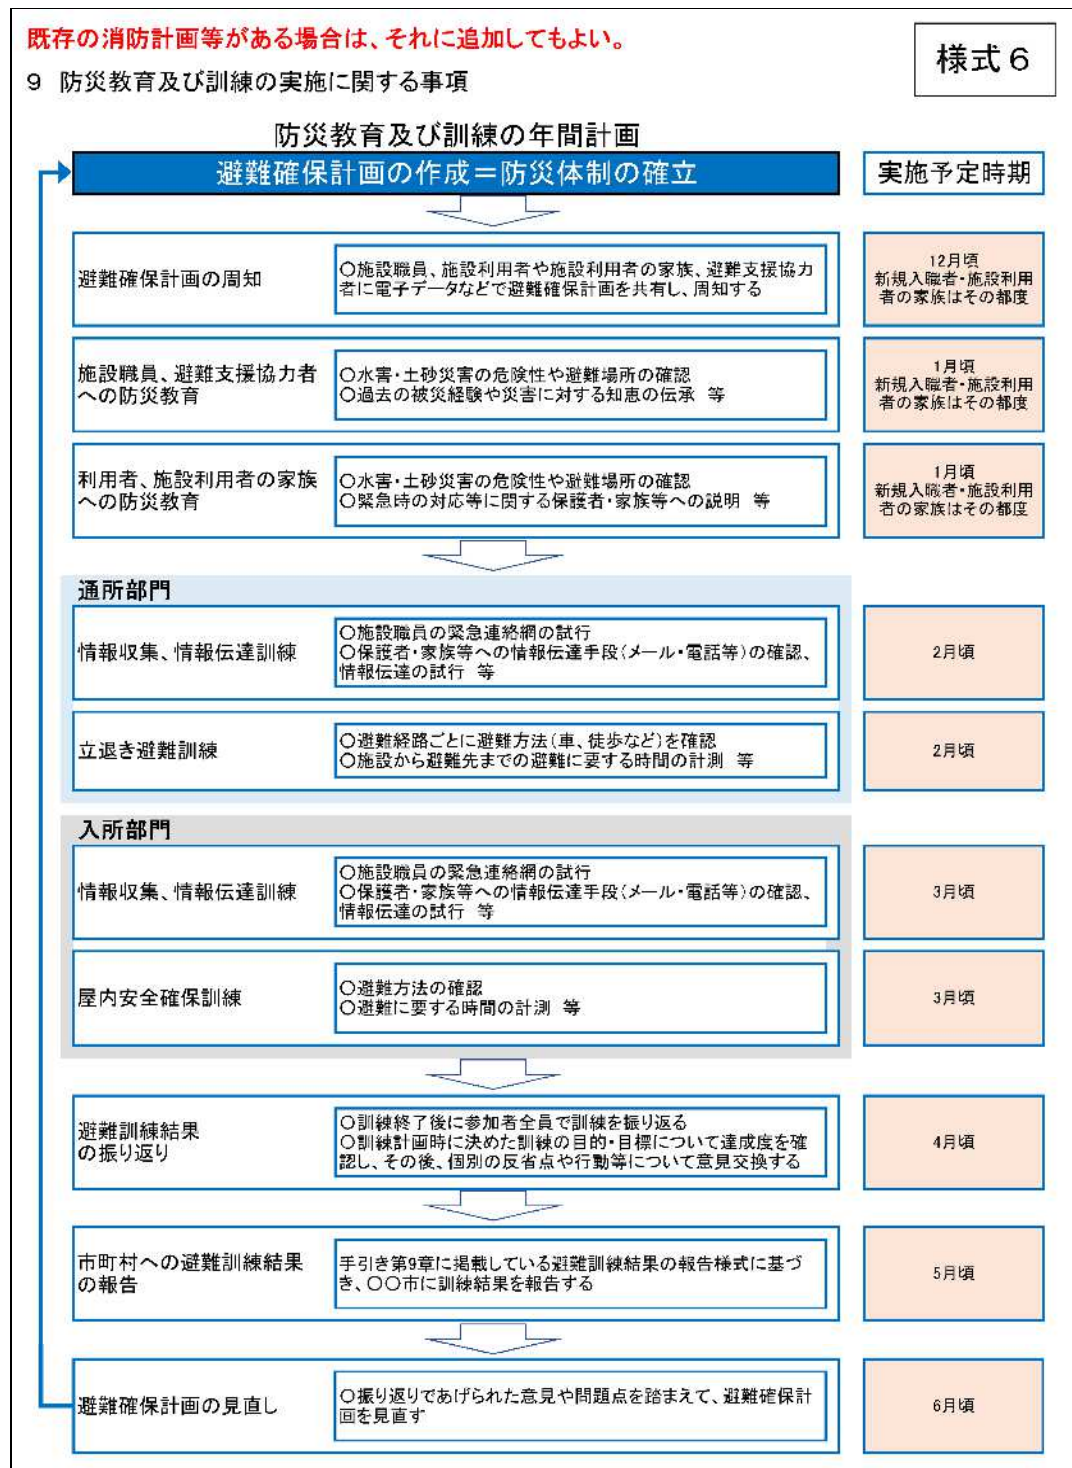 既存の消防計画等がある場合は、それに追加してもよい。
様式６
９ 防災教育及び訓練の実施に関する事項
防災教育及び訓練の年間計画
避難確保計画の作成＝防災体制の確立
実施予定時期
避難確保計画の周知
○施設職員、施設利用者や施設利用者の家族、避難支援協力
者に電子データなどで避難確保計画を共有し、周知する
12月頃
新規入職者・施設利用
者の家族はその都度
施設職員、避難支援協力者
への防災教育
○水害・土砂災害の危険性や避難場所の確認
○過去の被災経験や災害に対する知恵の伝承 等
1月頃
新規入職者・施設利用
者の家族はその都度
利用者、施設利用者の家族
への防災教育
○水害・土砂災害の危険性や避難場所の確認
○緊急時の対応等に関する保護者・家族等への説明 等
1月頃
新規入職者・施設利用
者の家族はその都度
通所部門
情報収集、情報伝達訓練
○施設職員の緊急連絡網の試行
○保護者・家族等への情報伝達手段（メール・電話等）の確認、
情報伝達の試行 等
2月頃
立退き避難訓練
○避難経路ごとに避難方法（車、徒歩など）を確認
○施設から避難先までの避難に要する時間の計測 等
2月頃
入所部門
情報収集、情報伝達訓練
○施設職員の緊急連絡網の試行
○保護者・家族等への情報伝達手段（メール・電話等）の確認、
情報伝達の試行 等
3月頃
屋内安全確保訓練
○避難方法の確認
○避難に要する時間の計測 等
3月頃
避難訓練結果
の振り返り
○訓練終了後に参加者全員で訓練を振り返る
○訓練計画時に決めた訓練の目的・目標について達成度を確
認し、その後、個別の反省点や行動等について意見交換する
4月頃
市町村への避難訓練結果
の報告
手引き第9章に掲載している避難訓練結果の報告様式に基づ
き、○○市に訓練結果を報告する
5月頃
避難確保計画の見直し
○振り返りであげられた意見や問題点を踏まえて、避難確保計
画を見直す
6月頃